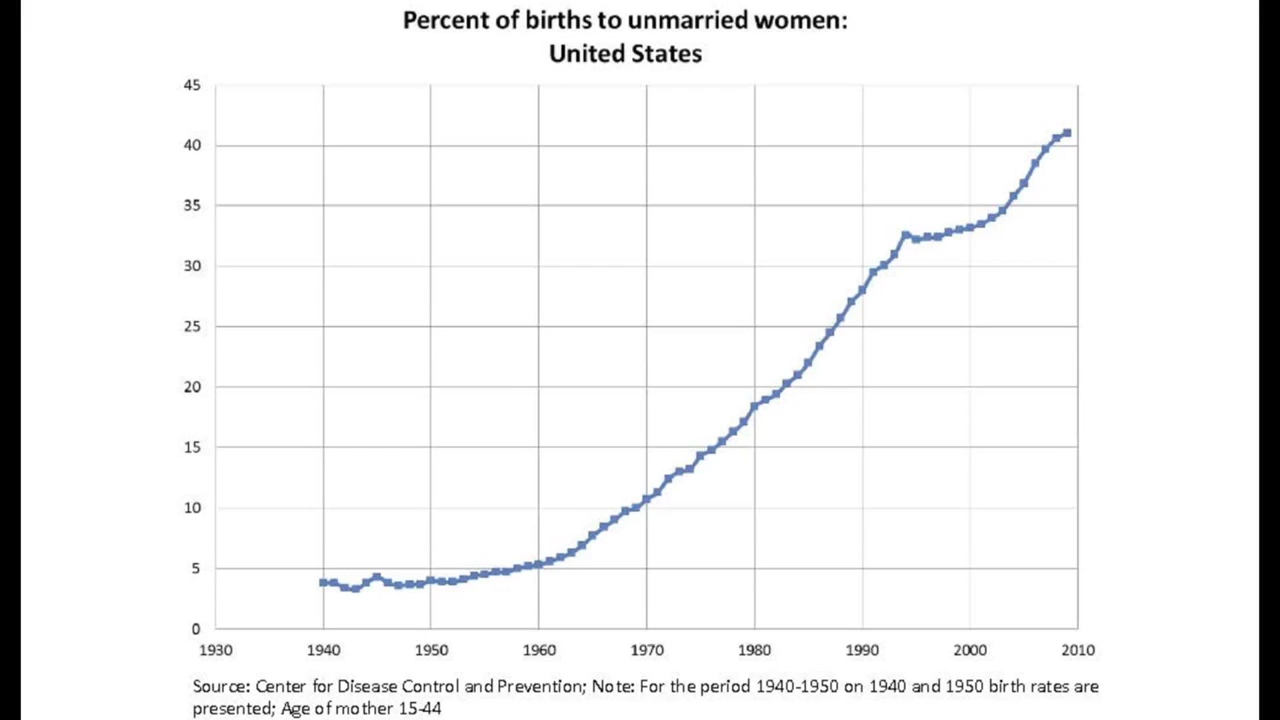 Percent of births to unmarried women:
United States
45
40
35
30
25
20
15
10
5
0
1930 1940 1950 1960 1970 1980 1990 2000 2010
Source: Center for Disease Control and Prevention; Note: For the period 1940-1950 on 1940 and 1950 birth rates are
presented; Age of mother 15-44